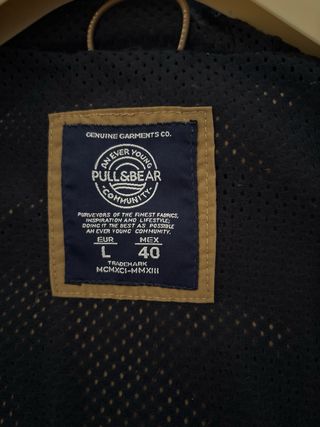 GENUINE GARMENTS CO.
AN EVER YOUNG
PULL&BEAR
COMMUNITY
PURVEYORS OF THE FINEST FABRICS,
INSPIRATION AND LIFESTYLE,
DOING IT THE BEST AS POSSIBLE
AN EVER YOUNG COMMUNITY.
EUR MEX
L 40
TRADEMARK
MCMXCI-MMXIII